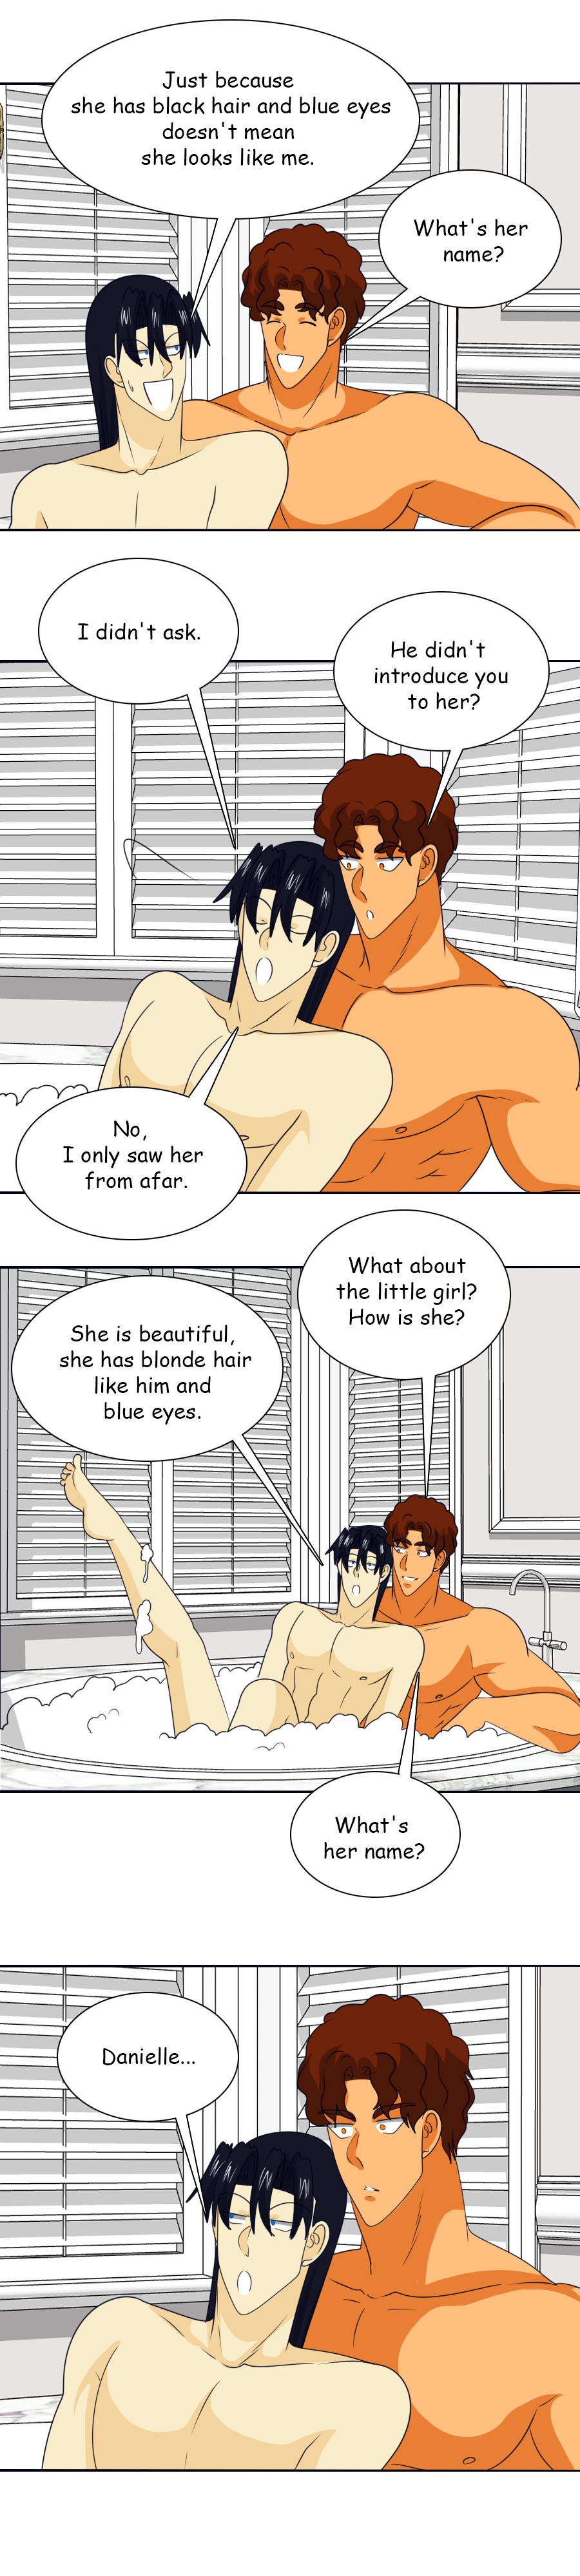 Just because
she has black hair and blue eyes
doesn't mean
she looks like me.
What's her
name?
I didn't ask.
He didn't
introduce you
to her?
No,
I only saw her
from afar.
What about
the little girl?
How is she?
She is beautiful,
she has blonde hair
like him and
blue eyes.
What's
her name?
Danielle...